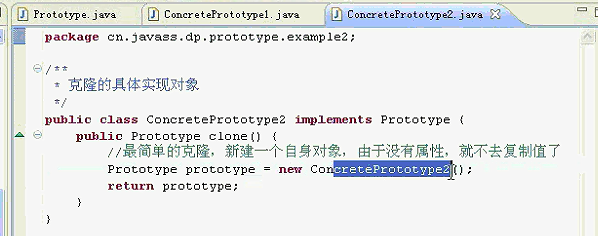 Prototype.java ConcretePrototype1.java ConcretePrototype2.java
package cn.javass.dp.prototype.example2;
/**
* 克隆的具体实现对象
*/
public class ConcretePrototype2 implements Prototype {
public Prototype clone() {
//最简单的克隆，新建一个自身对象，由于没有属性，就不去复制值了
Prototype prototype = new ConcretePrototype2();
return prototype;
}
}